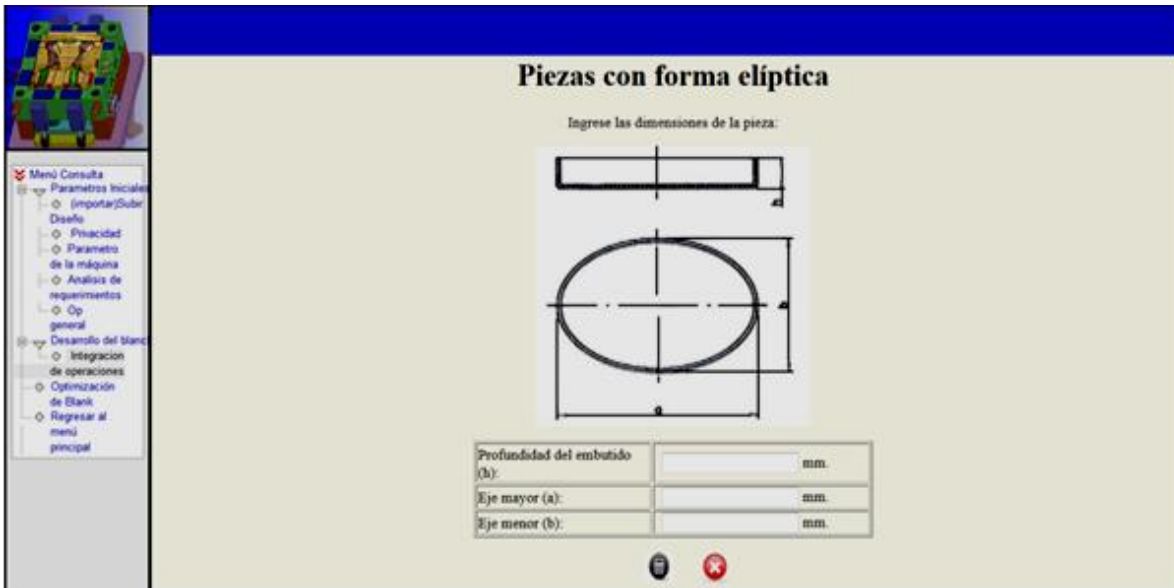 Piezas con forma elíptica
Ingrese las dimensiones de la pieza:
Menú Consulta
Parametros Iniciales
(importar)Subir
Diseño
Privacidad
Parametro
de la máquina
Analisis de
requerimientos
Op
general
Desarrollo del blanc
Integracion
de operaciones
Optimización
de Blank
Regresar al
menú
principal
h
b
a
Profundidad del embutido
(h):
mm.
Eje mayor (a):
mm.
Eje menor (b):
mm.